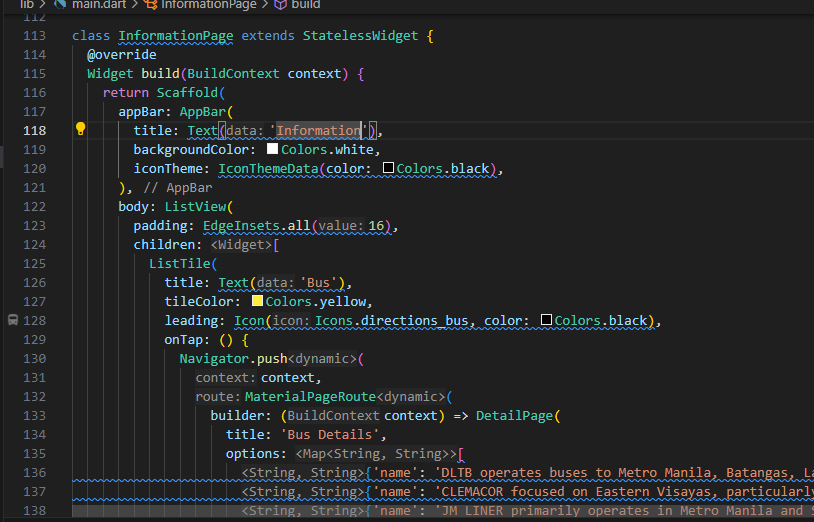 lib > main.dart > InformationPage > build
112
113 class InformationPage extends StatelessWidget {
114 @override
115 Widget build(BuildContext context) {
116 return Scaffold(
117 appBar: AppBar(
118 title: Text(data: 'Information'),
119 backgroundColor: Colors.white,
120 iconTheme: IconThemeData(color: Colors.black),
121 ), // AppBar
122 body: ListView(
123 padding: EdgeInsets.all(value: 16),
124 children: <Widget>[
125 ListTile(
126 title: Text(data: 'Bus'),
127 tileColor: Colors.yellow,
128 leading: Icon(icon: Icons.directions_bus, color: Colors.black),
129 onTap: () {
130 Navigator.push<dynamic>(
131 context: context,
132 route: MaterialPageRoute<dynamic>(
133 builder: (BuildContext context) => DetailPage(
134 title: 'Bus Details',
135 options: <Map<String, String>>[
136 <String, String>{'name': 'DLTB operates buses to Metro Manila, Batangas, La
137 <String, String>{'name': 'CLEMACOR focused on Eastern Visayas, particularly
138 <String, String>{'name': 'JM LINER primarily operates in Metro Manila and